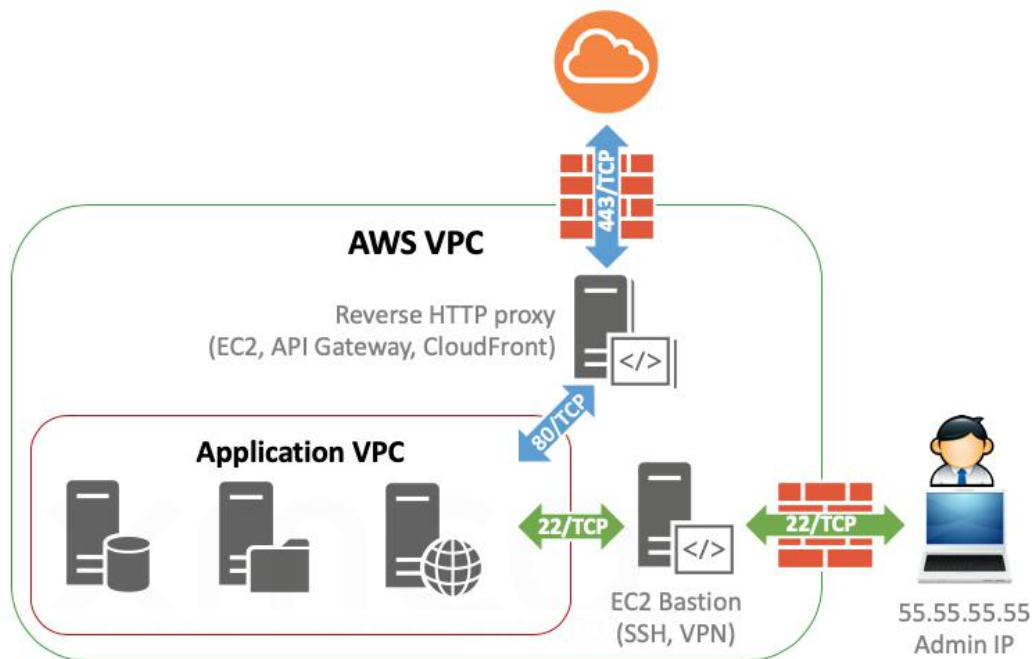 443/TCP
AWS VPC
Reverse HTTP proxy
(EC2, API Gateway, CloudFront)
</>
80/TCP
Application VPC
22/TCP
</>
22/TCP
EC2 Bastion
(SSH, VPN)
55.55.55.55
Admin IP